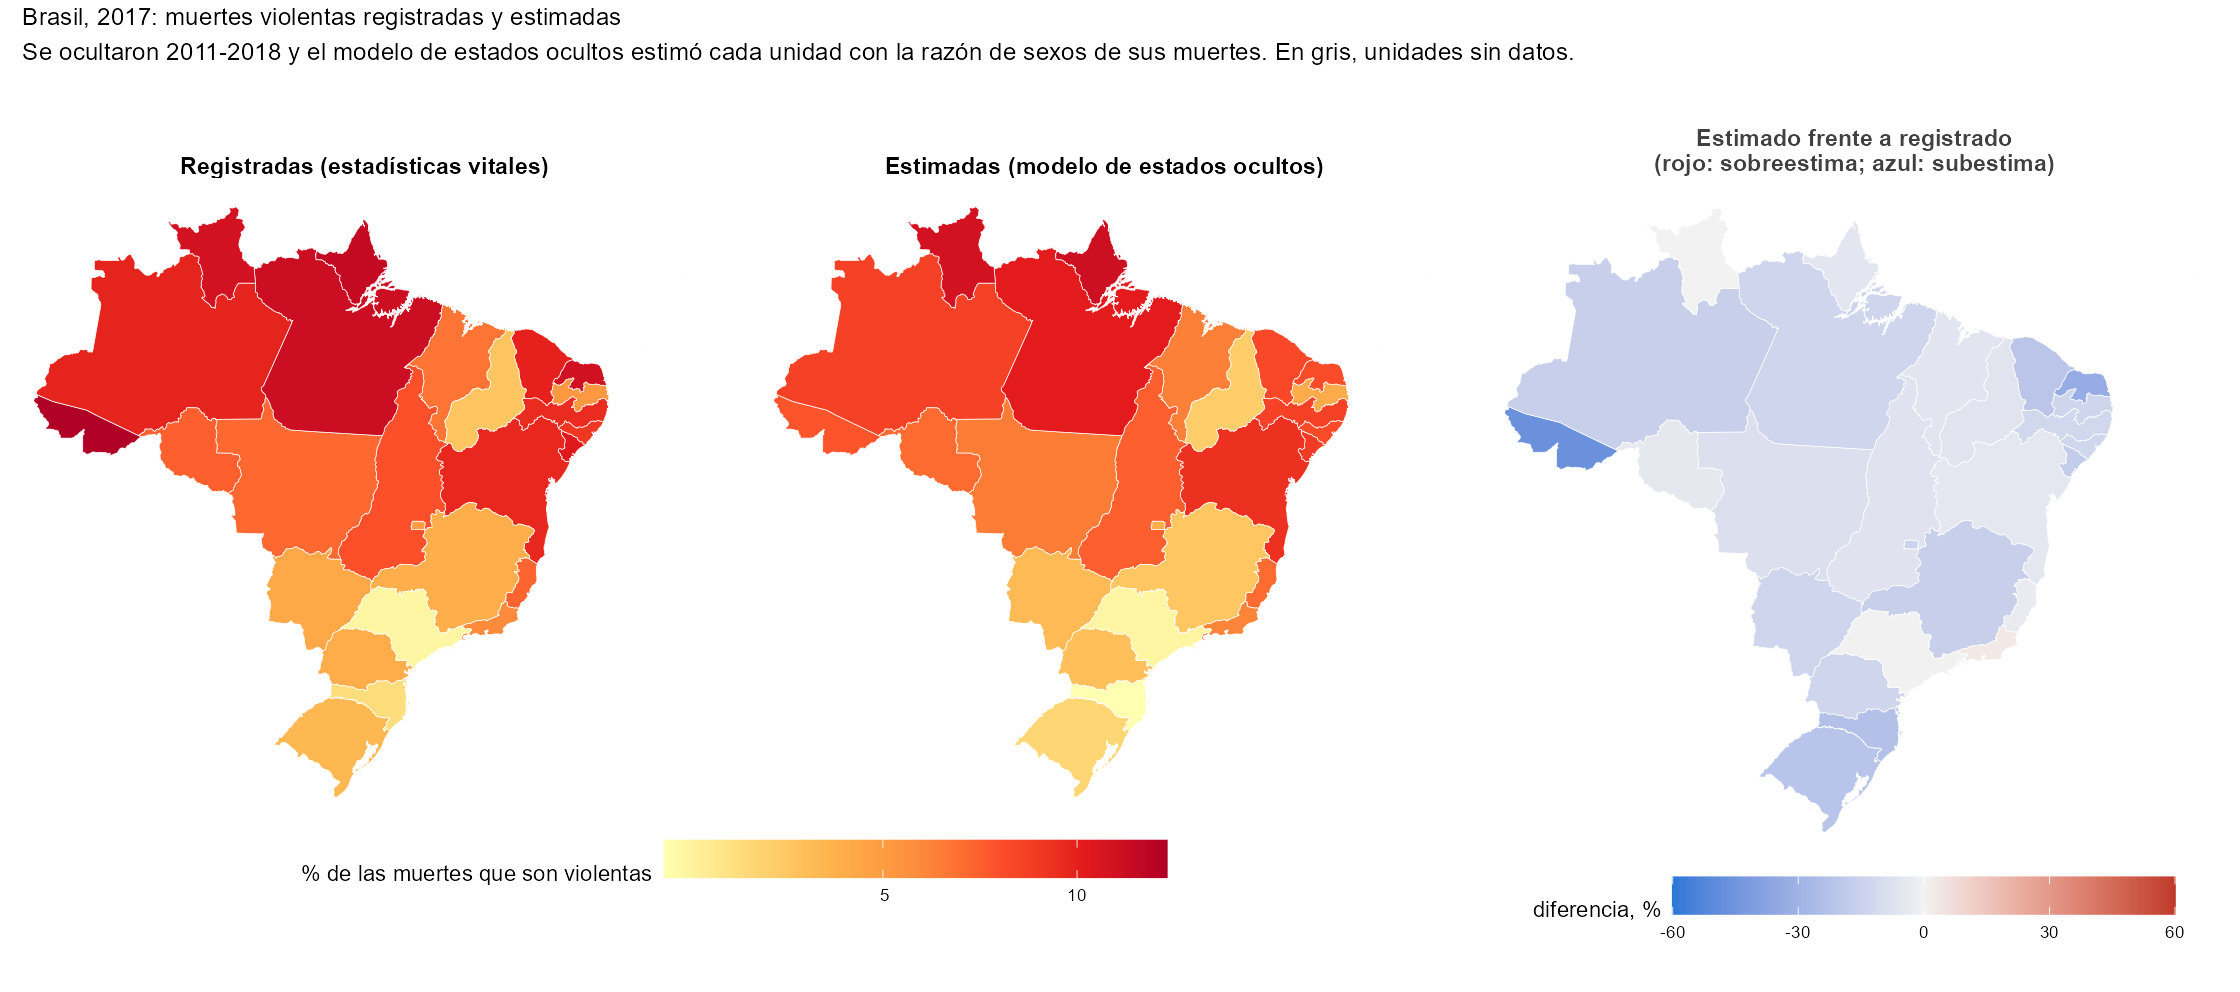 Brasil, 2017: muertes violentas registradas y estimadas
Se ocultaron 2011-2018 y el modelo de estados ocultos estimó cada unidad con la razón de sexos de sus muertes. En gris, unidades sin datos.
Registradas (estadísticas vitales)
Estimadas (modelo de estados ocultos)
Estimado frente a registrado
(rojo: sobreestima; azul: subestima)
% de las muertes que son violentas
5
10
diferencia, %
-60
-30
0
30
60